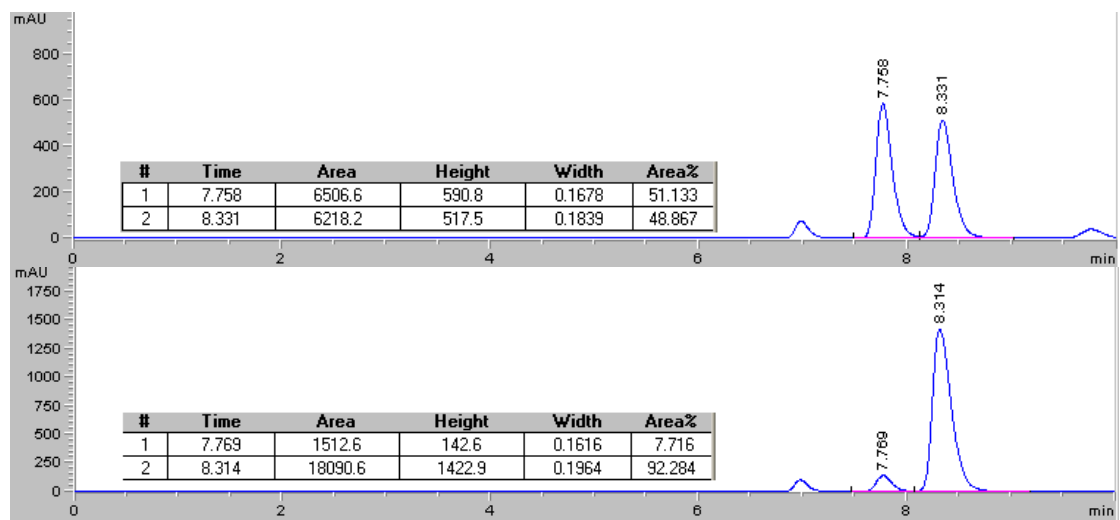 mAU
800
600
400
200
0
7.758
8.331
# Time Area Height Width Area%
1 7.758 6506.6 590.8 0.1678 51.133
2 8.331 6218.2 517.5 0.1839 48.867
0 2 4 6 8 min
mAU
1750
1500
1250
1000
750
500
250
0
7.769
8.314
# Time Area Height Width Area%
1 7.769 1512.6 142.6 0.1616 7.716
2 8.314 18090.6 1422.9 0.1964 92.284
0 2 4 6 8 min